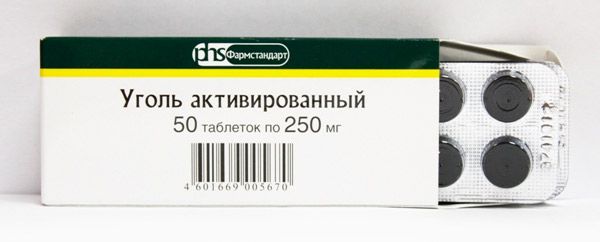 phs Фармстандарт
Уголь активированный
50 таблеток по 250 мг
4 601669 005670